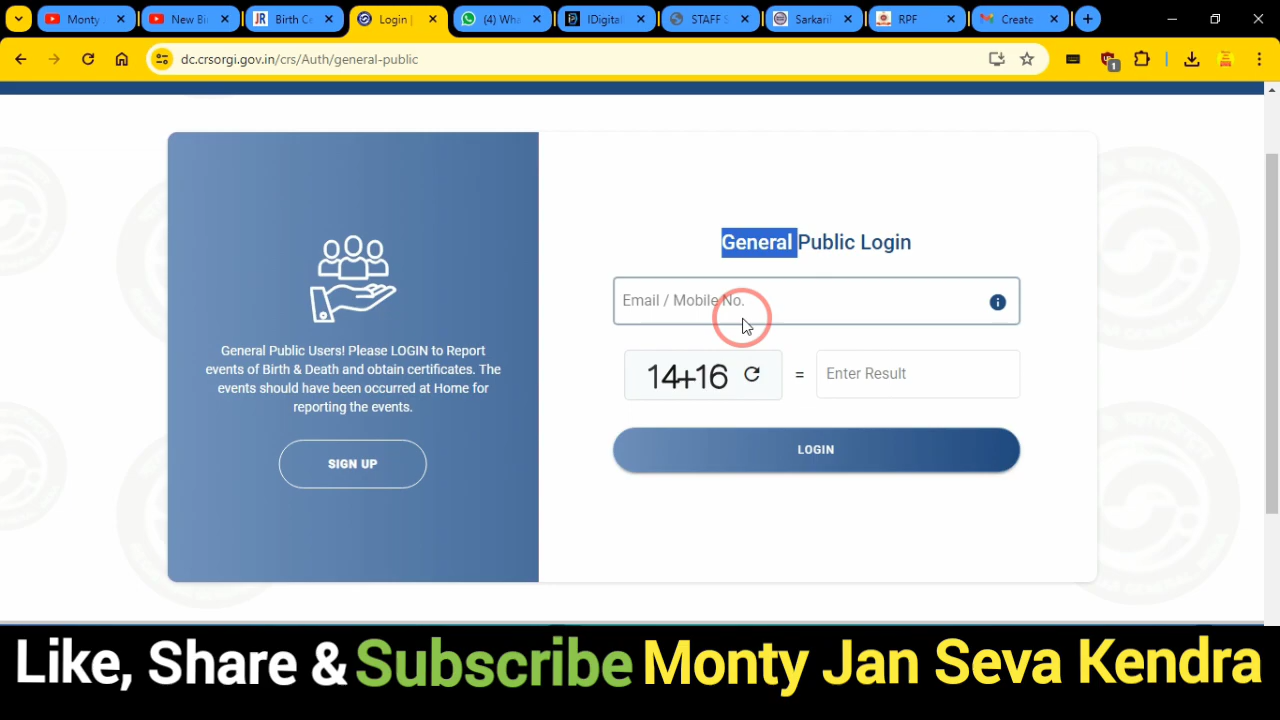 Monty
New Bi
Birth Ce
Login |
(4) Wha
IDigital
STAFF S
Sarkari
RPF
Create
dc.crsorgi.gov.in/crs/Auth/general-public
1
General Public Login
Email / Mobile No.
14+16
=
Enter Result
LOGIN
General Public Users! Please LOGIN to Report
events of Birth & Death and obtain certificates. The
events should have been occurred at Home for
reporting the events.
SIGN UP
Like, Share & Subscribe Monty Jan Seva Kendra